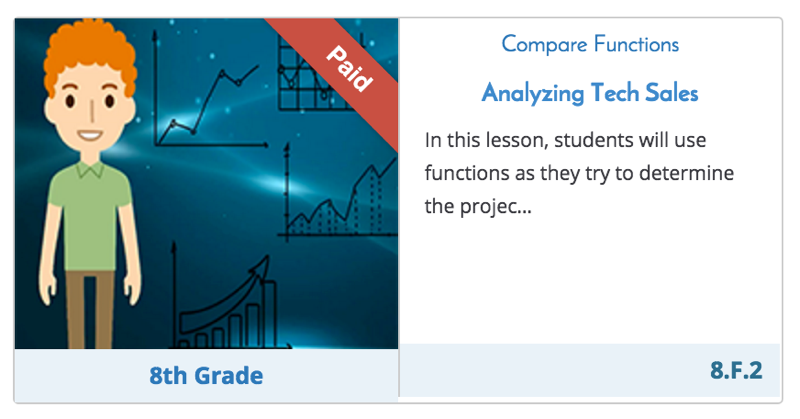 Paid
8th Grade
Compare Functions
Analyzing Tech Sales
In this lesson, students will use
functions as they try to determine
the projec...
8.F.2